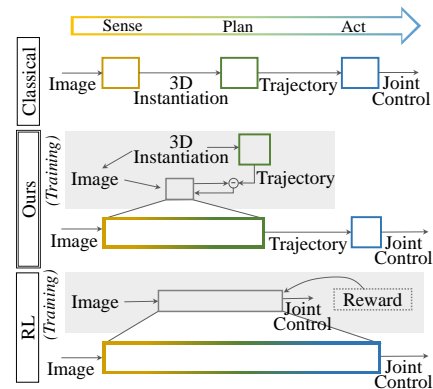 Sense Plan Act
Classical
Image
3D
Instantiation
Trajectory
Joint
Control
Ours
(Training)
3D
Instantiation
Image
Trajectory
−
Image
Trajectory
Joint
Control
RL
(Training)
Image
Joint
Control
Reward
Image
Joint
Control